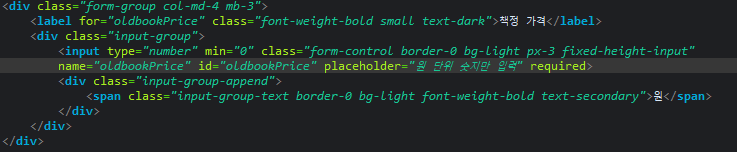 <div class="form-group col-md-4 mb-3">
<label for="oldbookPrice" class="font-weight-bold small text-dark">책정 가격</label>
<div class="input-group">
<input type="number" min="0" class="form-control border-0 bg-light px-3 fixed-height-input"
name="oldbookPrice" id="oldbookPrice" placeholder="원 단위 숫자만 입력" required>
<div class="input-group-append">
<span class="input-group-text border-0 bg-light font-weight-bold text-secondary">원</span>
</div>
</div>
</div>